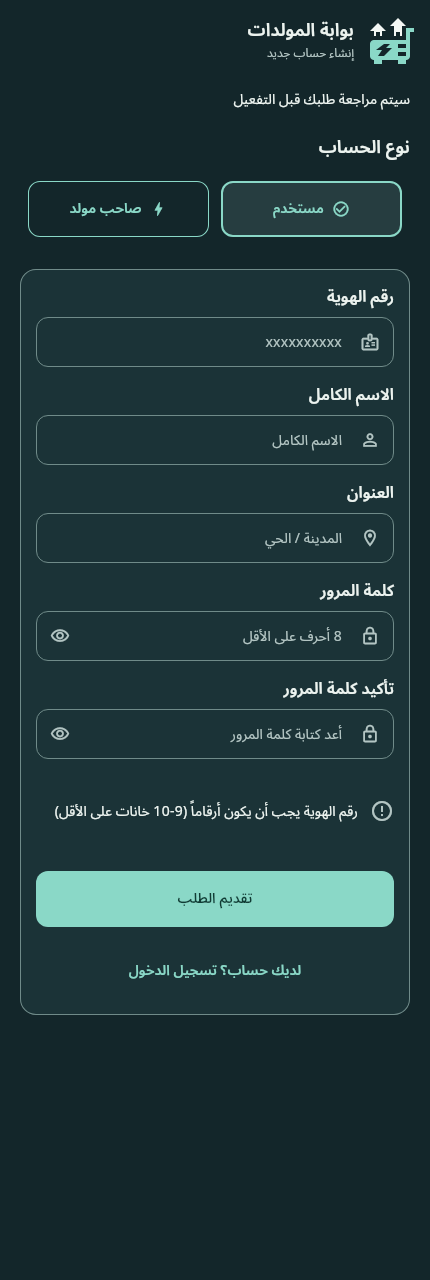 بوابة المولدات
إنشاء حساب جديد
سيتم مراجعة طلبك قبل التفعيل
نوع الحساب
مستخدم
صاحب مولد
رقم الهوية
xxxxxxxxxx
الاسم الكامل
الاسم الكامل
العنوان
المدينة / الحي
كلمة المرور
8 أحرف على الأقل
تأكيد كلمة المرور
أعد كتابة كلمة المرور
رقم الهوية يجب أن يكون أرقاماً (9-10 خانات على الأقل)
تقديم الطلب
لديك حساب؟ تسجيل الدخول